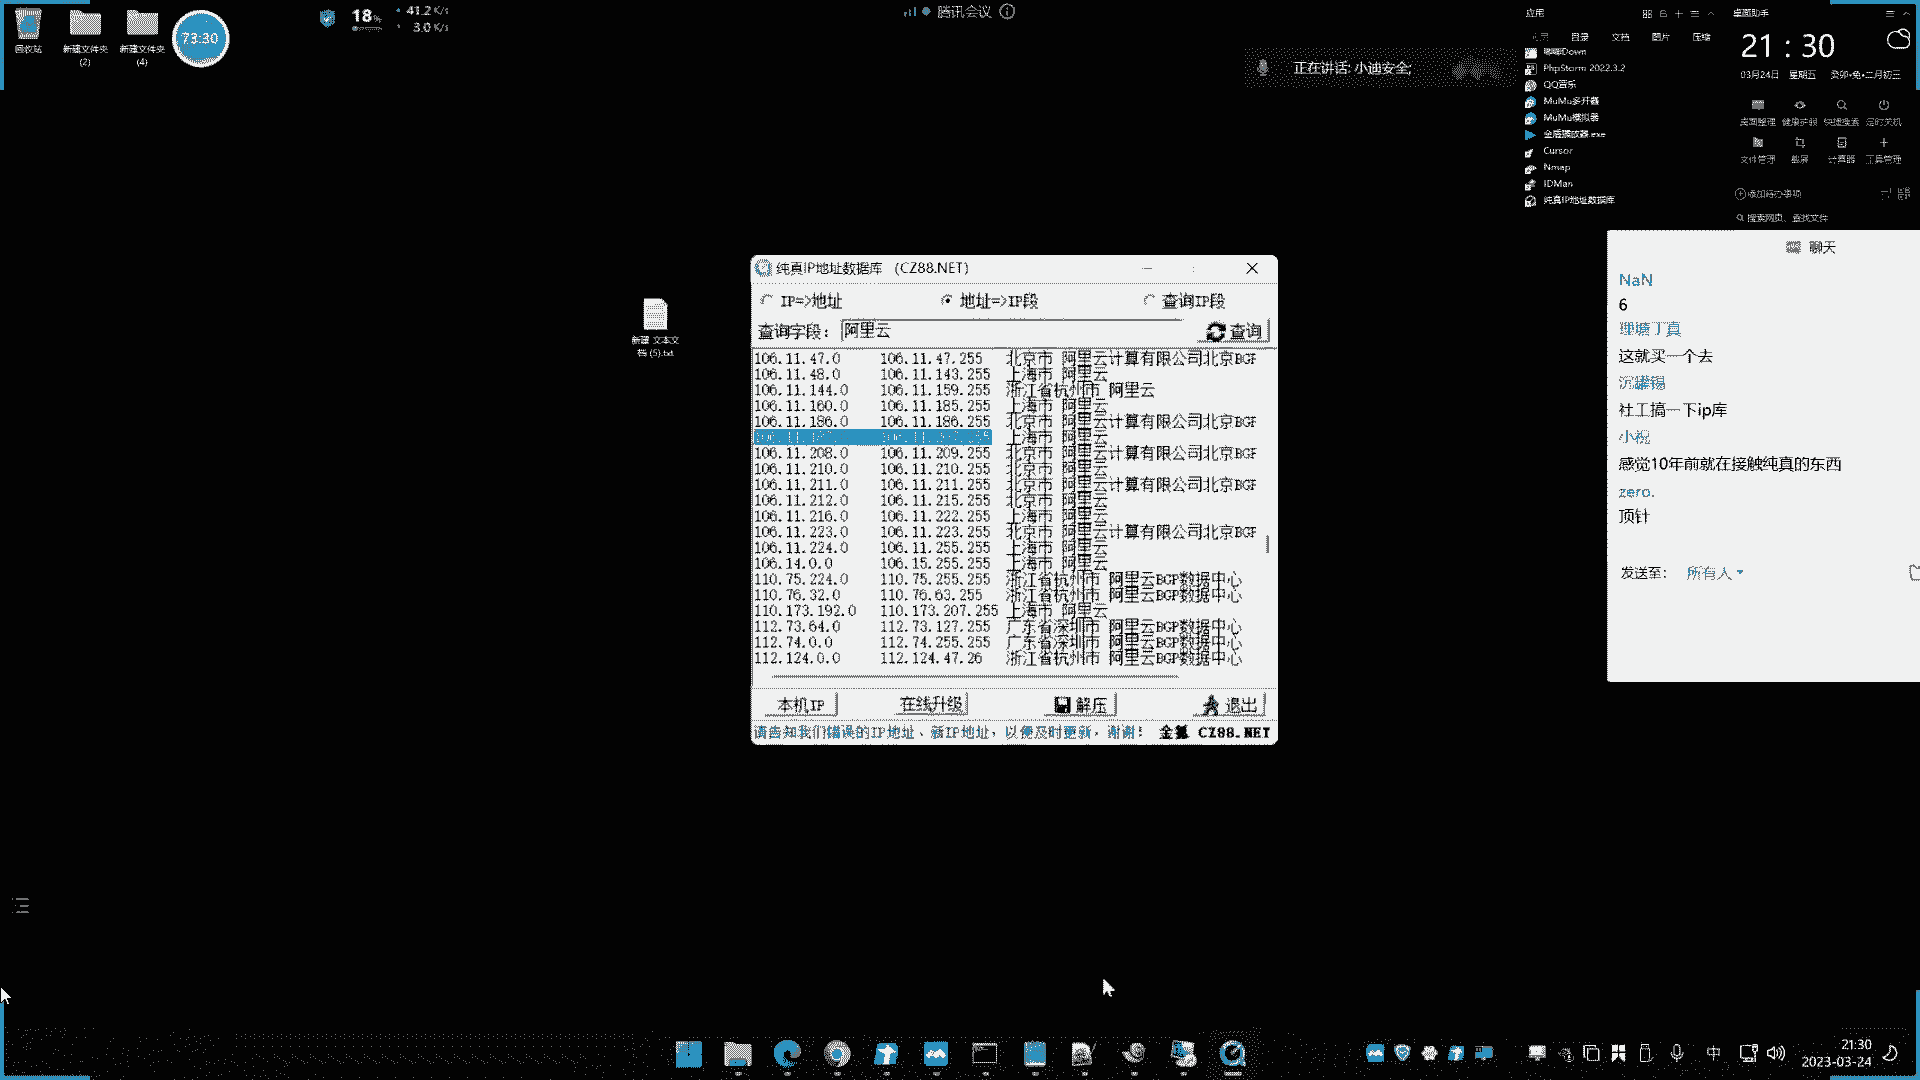 回收站
新建文件夹
(2)
新建文件夹
(4)
73:30
18%
41.2 K/s
3.0 K/s
腾讯会议
正在讲话: 小迪安全;
应用
目录
文档
图片
压缩
PhpStorm 2022.3.2
QQ音乐
MuMu多开器
MuMu模拟器
金盾播放器.exe
Cursor
Nmap
IDMan
纯真IP地址数据库
桌面助手
21 : 30
03月24日 星期五 癸卯•兔•二月初三
桌面整理 健康护眼 快捷搜索 定时关机
文件管理 截屏 计算器 工具管理
添加待办事项
搜索网页、查找文件
新建 文本文
档 (5).txt
纯真IP地址数据库 (CZ88.NET)
IP=>地址
地址=>IP段
查询IP段
查询字段:
阿里云
查询
106.11.47.0 106.11.47.255 北京市 阿里云计算有限公司北京BGP
106.11.48.0 106.11.143.255 上海市 阿里云
106.11.144.0 106.11.159.255 浙江省杭州市 阿里云
106.11.160.0 106.11.185.255 上海市 阿里云
106.11.186.0 106.11.186.255 北京市 阿里云计算有限公司北京BGP
上海市 阿里云
106.11.208.0 106.11.209.255 北京市 阿里云计算有限公司北京BGP
106.11.210.0 106.11.210.255 北京市 阿里云
106.11.211.0 106.11.211.255 北京市 阿里云计算有限公司北京BGP
106.11.212.0 106.11.215.255 北京市 阿里云
106.11.216.0 106.11.222.255 上海市 阿里云
106.11.223.0 106.11.223.255 北京市 阿里云计算有限公司北京BGP
106.11.224.0 106.11.255.255 上海市 阿里云
106.14.0.0 106.15.255.255 上海市 阿里云
110.75.224.0 110.75.255.255 浙江省杭州市 阿里云BGP数据中心
110.76.32.0 110.76.63.255 浙江省杭州市 阿里云BGP数据中心
110.173.192.0 110.173.207.255 上海市 阿里云
112.73.64.0 112.73.127.255 广东省深圳市 阿里云BGP数据中心
112.74.0.0 112.74.255.255 广东省深圳市 阿里云BGP数据中心
112.124.0.0 112.124.47.26 浙江省杭州市 阿里云BGP数据中心
本机IP
在线升级
解压
退出
请告知我们错误的IP地址、新IP地址，以便及时更新，谢谢！ 金狐 CZ88.NET
聊天
NaN
6
理塘丁真
这就买一个去
沉罐锡
社工搞一下ip库
小祝
感觉10年前就在接触纯真的东西
zero.
顶针
发送至: 所有人
中
21:30
2023-03-24